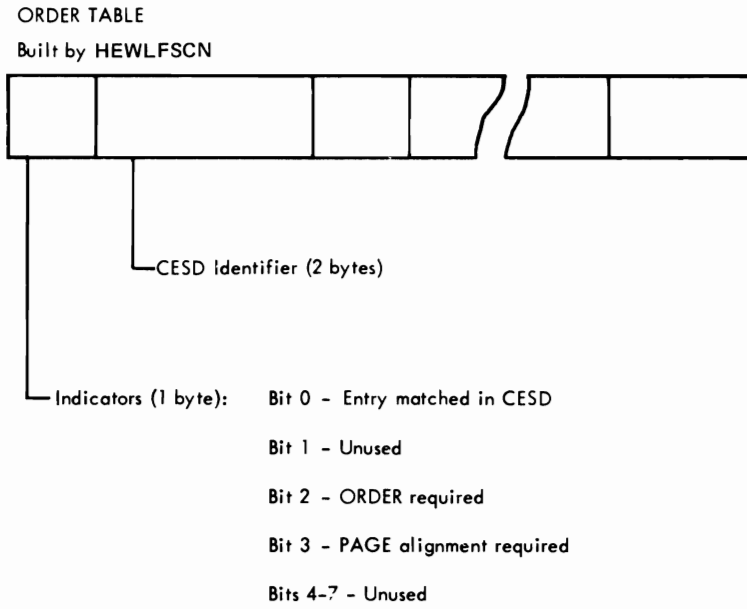 ORDER TABLE
Built by HEWLFSCN
CESD Identifier (2 bytes)
Indicators (1 byte): Bit 0 - Entry matched in CESD
Bit 1 - Unused
Bit 2 - ORDER required
Bit 3 - PAGE alignment required
Bits 4-7 - Unused